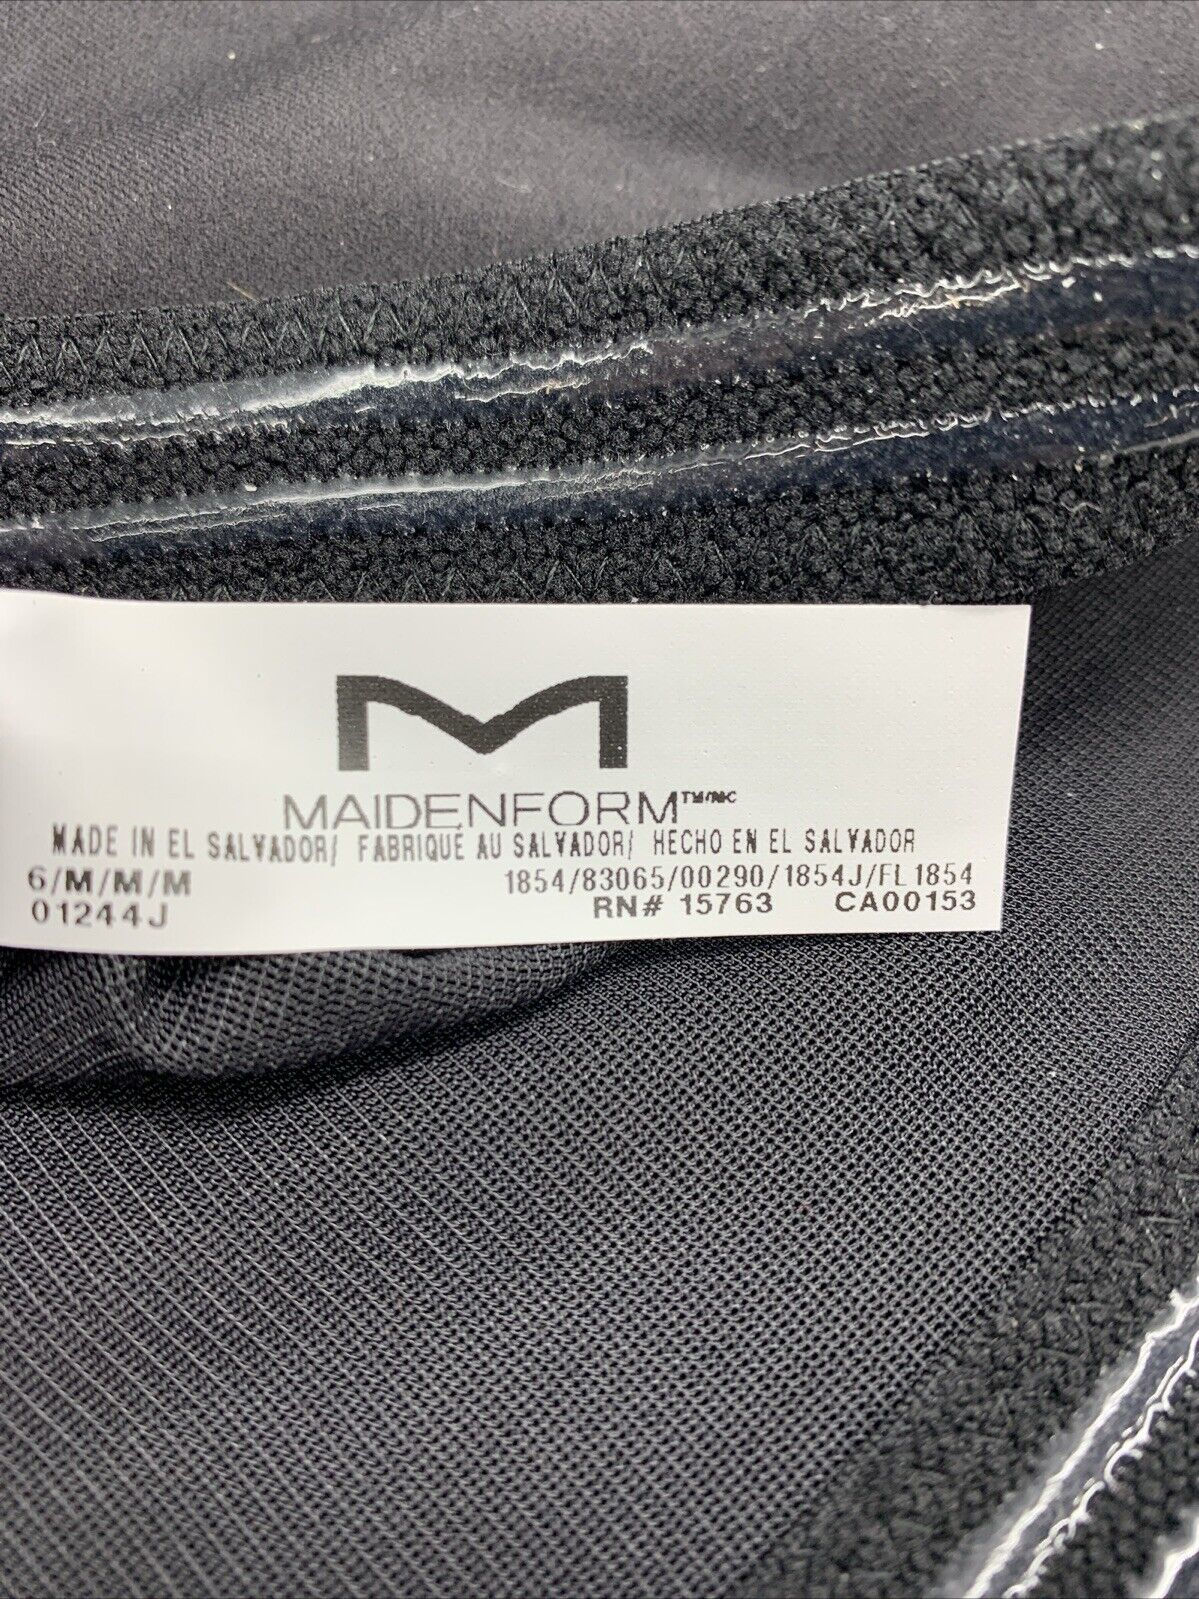 M
MAIDENFORM™/MC
MADE IN EL SALVADOR/ FABRIQUE AU SALVADOR/ HECHO EN EL SALVADOR
6/M/M/M 1854/83065/00290/1854J/FL1854
01244J RN# 15763 CA00153